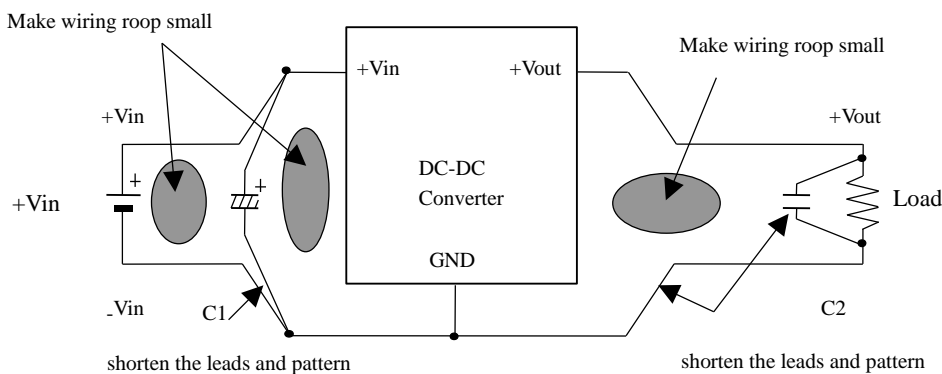 Make wiring roop small
+Vin
+Vout
Make wiring roop small
+Vin
+Vout
+
+
+Vin
DC-DC
Converter
Load
GND
-Vin
C1
C2
shorten the leads and pattern
shorten the leads and pattern